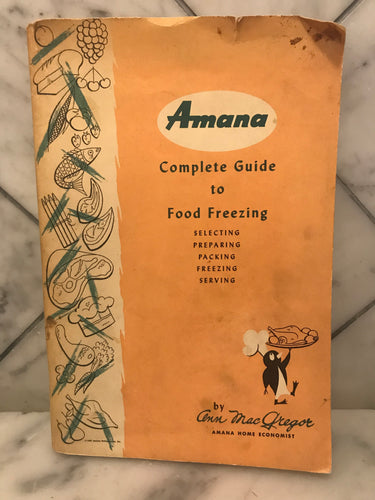 Amana
Complete Guide
to
Food Freezing
SELECTING
PREPARING
PACKING
FREEZING
SERVING
by
Ann MacGregor
AMANA HOME ECONOMIST